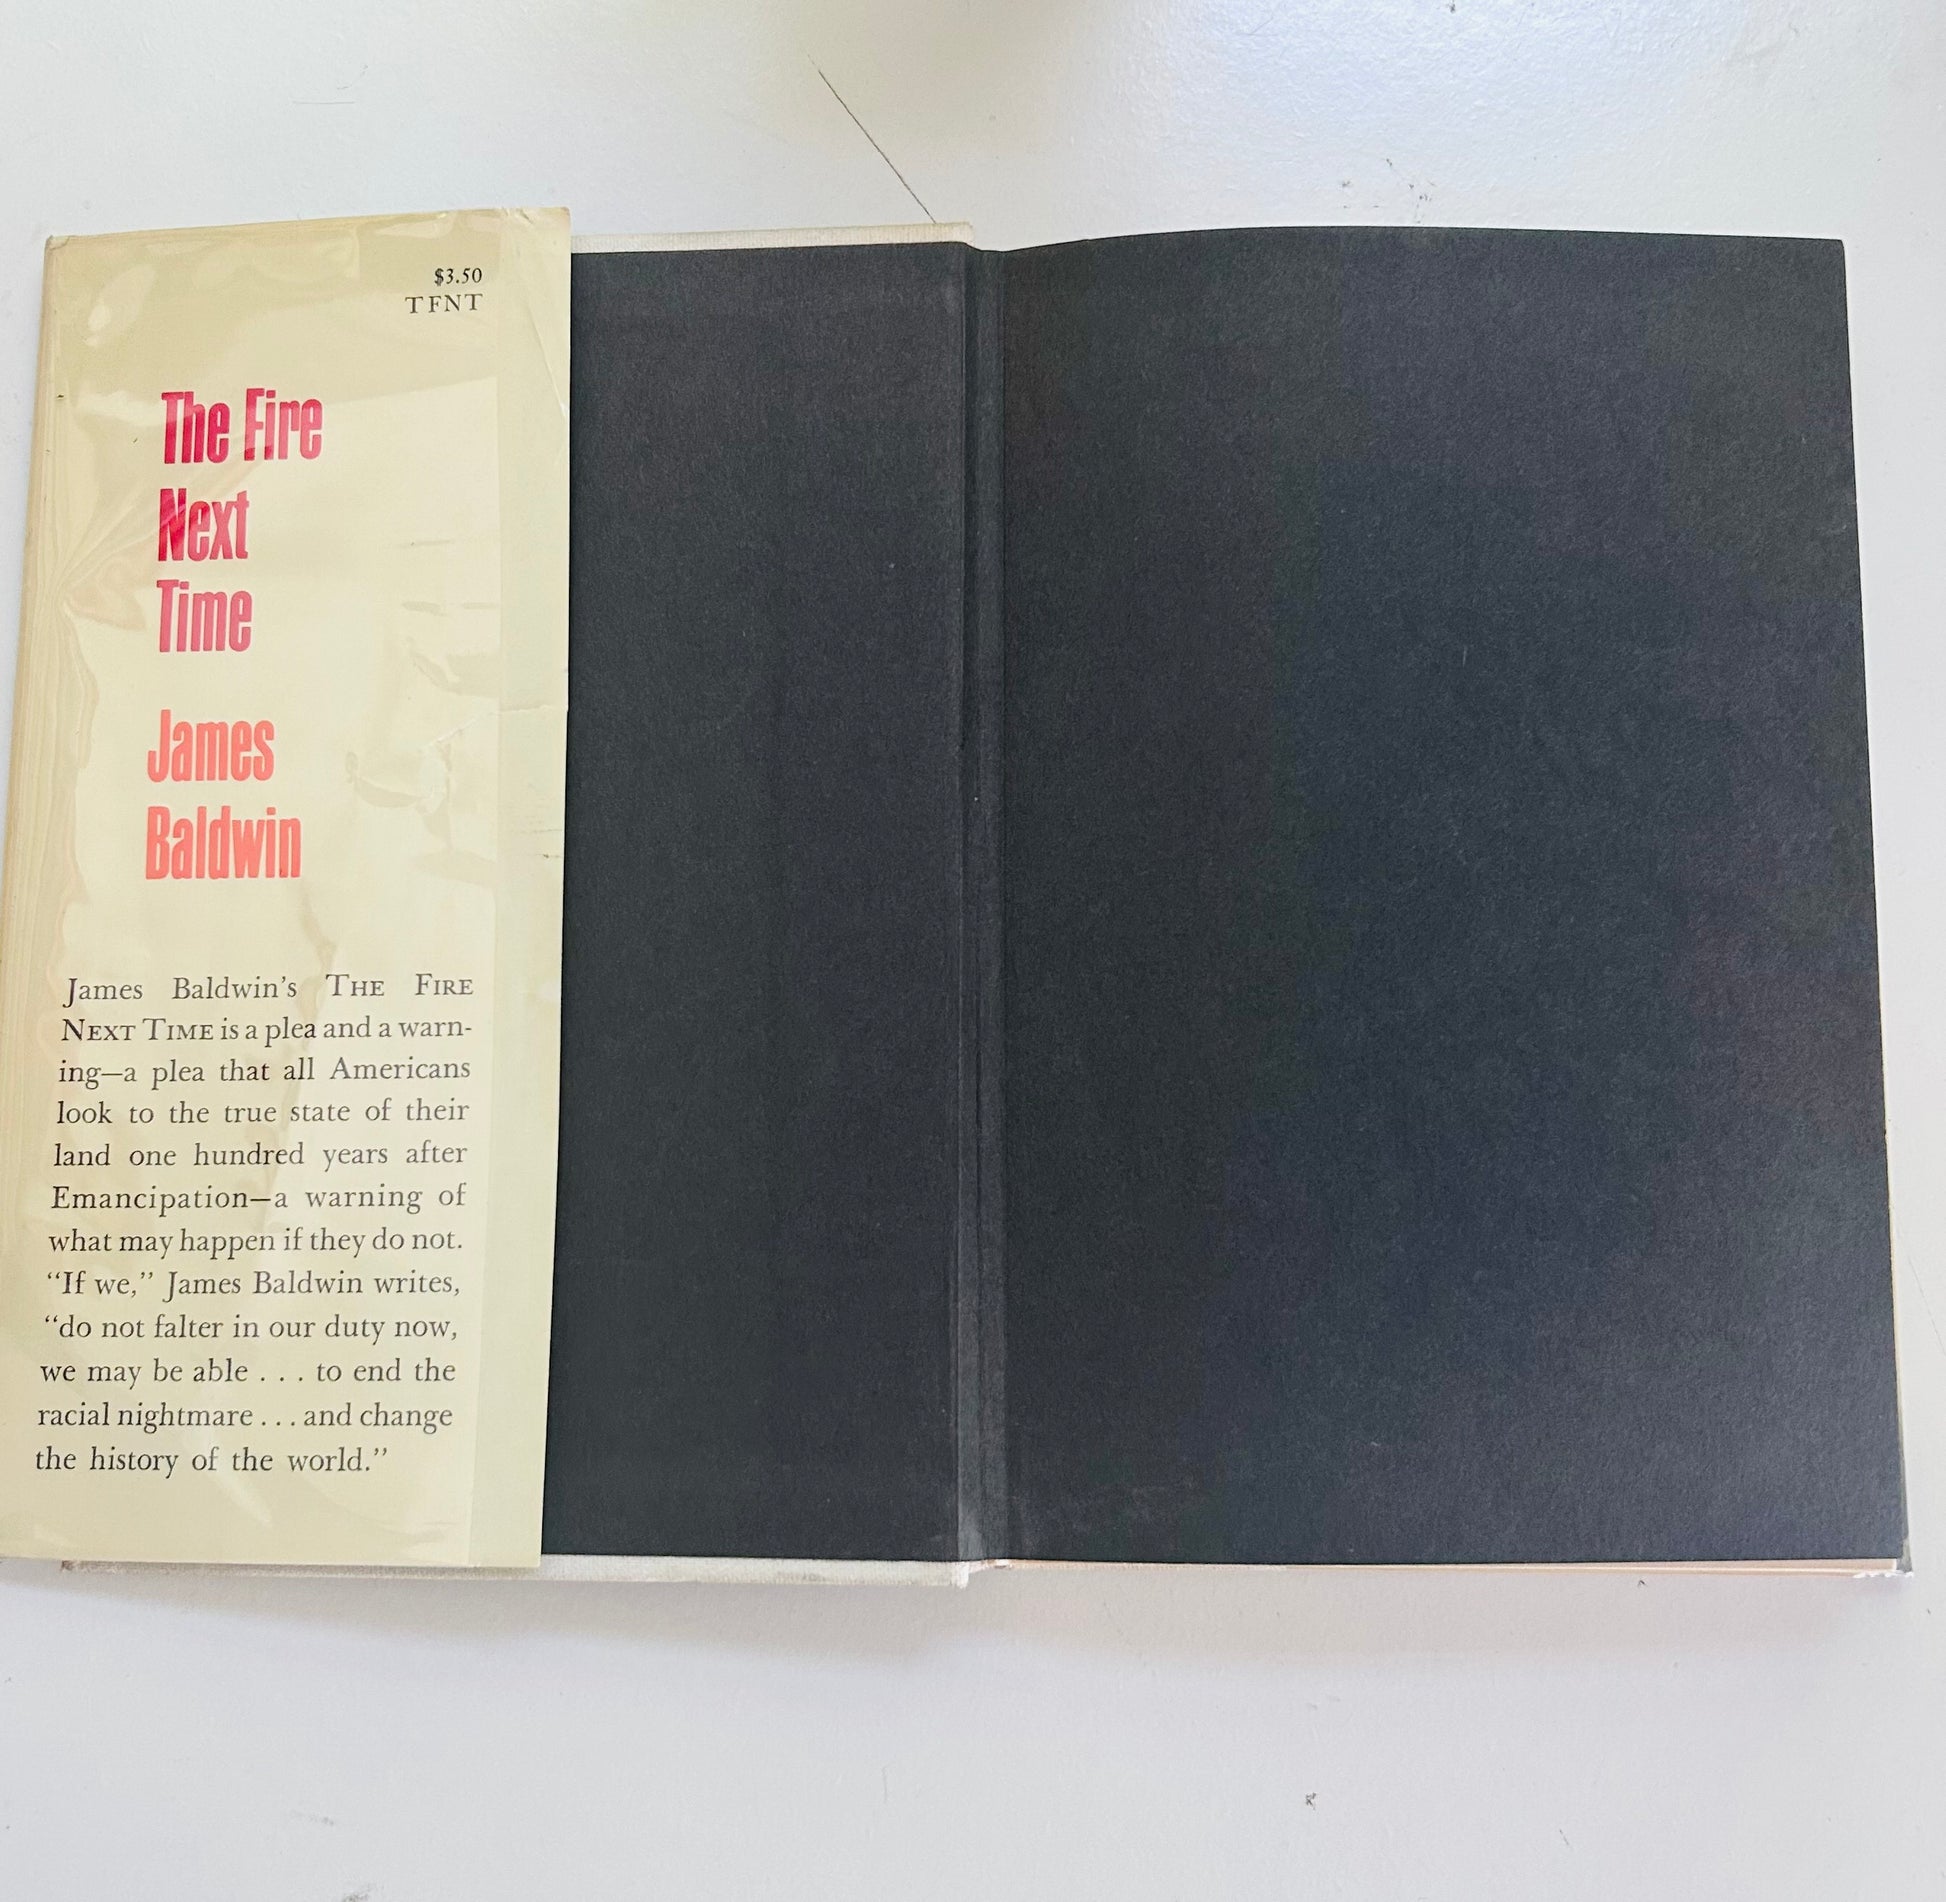 $3.50
TFNT
The Fire
Next
Time
James
Baldwin
James Baldwin's THE FIRE
NEXT TIME is a plea and a warn-
ing—a plea that all Americans
look to the true state of their
land one hundred years after
Emancipation—a warning of
what may happen if they do not.
“If we,” James Baldwin writes,
“do not falter in our duty now,
we may be able . . . to end the
racial nightmare . . . and change
the history of the world.”